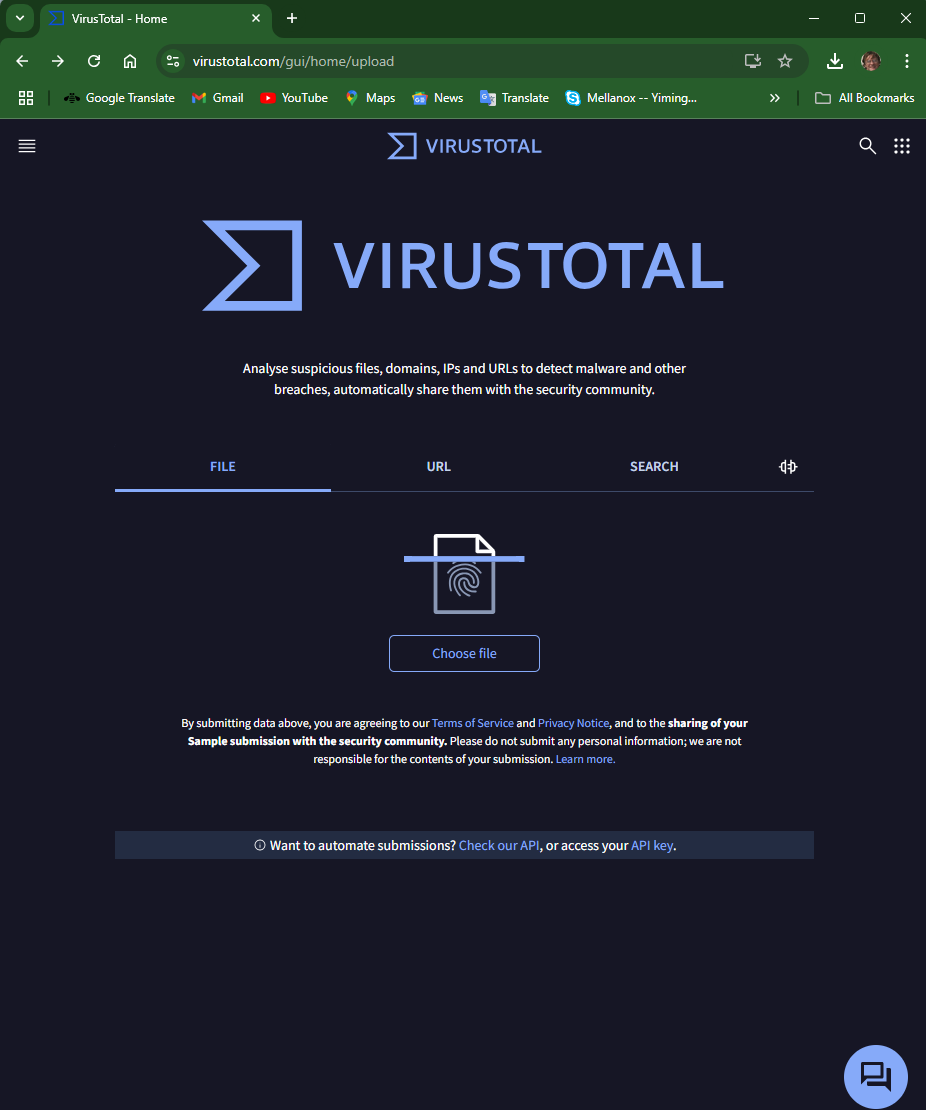 VirusTotal - Home
virustotal.com/gui/home/upload
Google Translate Gmail YouTube Maps News Translate Mellanox -- Yiming... All Bookmarks
VIRUSTOTAL
VIRUSTOTAL
Analyse suspicious files, domains, IPs and URLs to detect malware and other
breaches, automatically share them with the security community.
FILE URL SEARCH
Choose file
By submitting data above, you are agreeing to our Terms of Service and Privacy Notice, and to the sharing of your
Sample submission with the security community. Please do not submit any personal information; we are not
responsible for the contents of your submission. Learn more.
Want to automate submissions? Check our API, or access your API key.